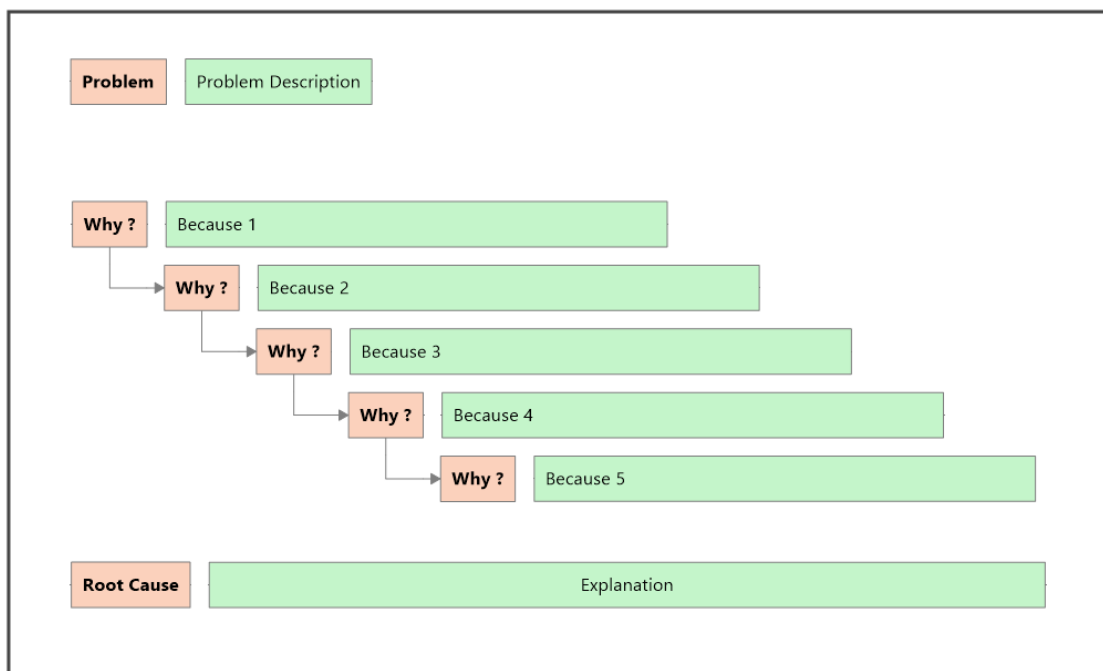 Problem Problem Description
Why ? Because 1
Why ? Because 2
Why ? Because 3
Why ? Because 4
Why ? Because 5
Root Cause Explanation